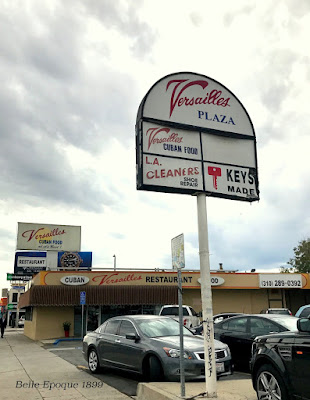 Versailles
PLAZA
Versailles
CUBAN FOOD
L.A.
CLEANERS
SHOE
REPAIR
KEYS
MADE
Versailles
CUBAN FOOD
RESTAURANT
CUBAN Versailles RESTAURANT FOOD (310) 289-0392
Belle Epoque 1899